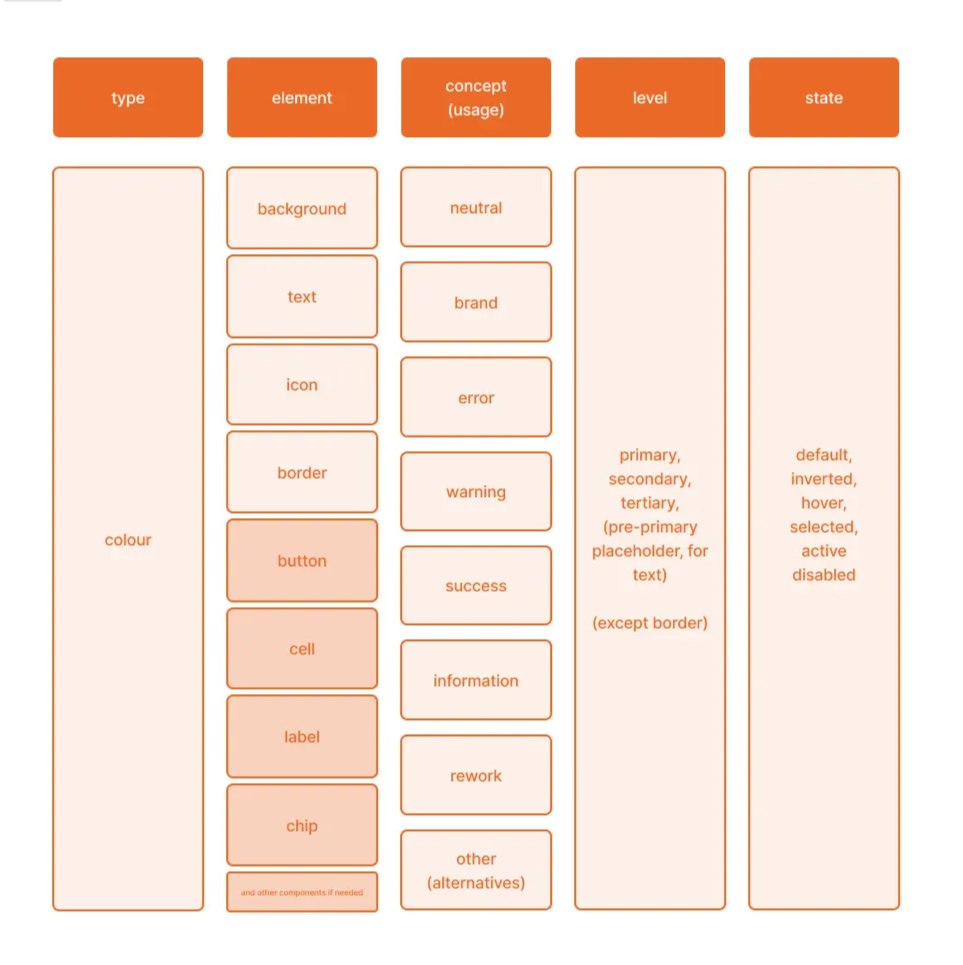 type
element
concept
(usage)
level
state
colour
background
text
icon
border
button
cell
label
chip
and other components if needed
neutral
brand
error
warning
success
information
rework
other
(alternatives)
primary,
secondary,
tertiary,
(pre-primary
placeholder, for
text)
(except border)
default,
inverted,
hover,
selected,
active
disabled